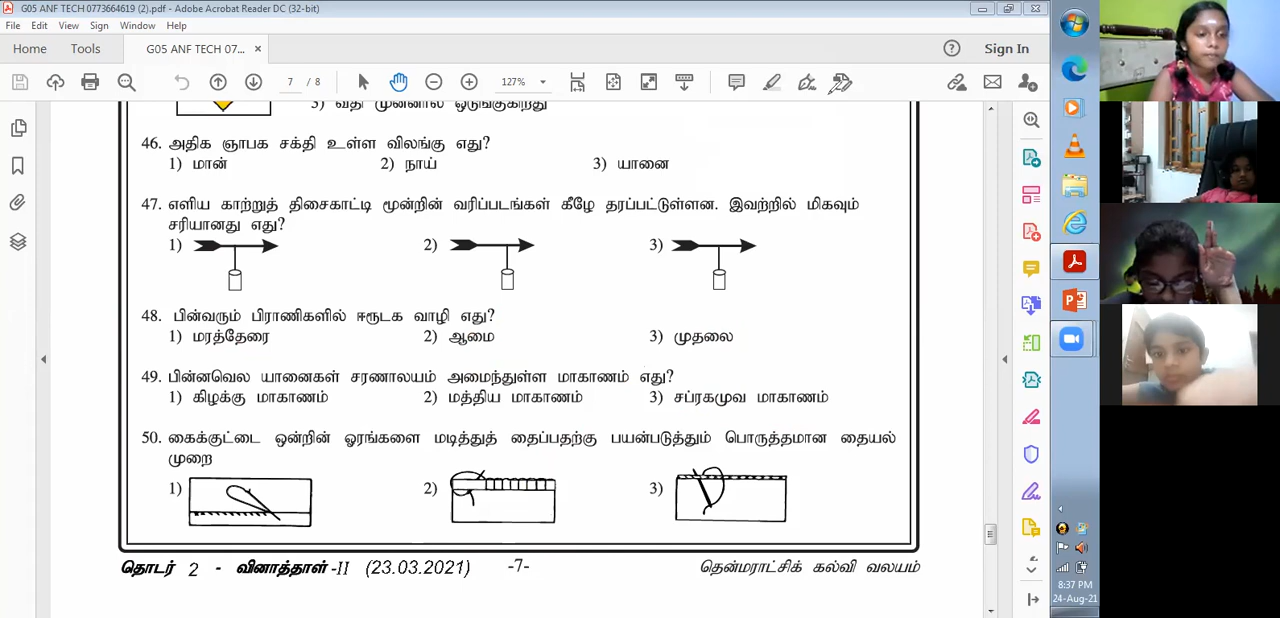 G05 ANF TECH 0773664619 (2).pdf - Adobe Acrobat Reader DC (32-bit)
File Edit View Sign Window Help
Home Tools G05 ANF TECH 07... × Sign In
7 / 8 127%
3) வீதி முன்னால் ஒடுங்குகிறது
46. அதிக ஞாபக சக்தி உள்ள விலங்கு எது?
1) மான் 2) நாய் 3) யானை
47. எளிய காற்றுத் திசைகாட்டி மூன்றின் வரிப்படங்கள் கீழே தரப்பட்டுள்ளன. இவற்றில் மிகவும்
சரியானது எது?
1) 2) 3)
48. பின்வரும் பிராணிகளில் ஈரூடக வாழி எது?
1) மரத்தேரை 2) ஆமை 3) முதலை
49. பின்னவெல யானைகள் சரணாலயம் அமைந்துள்ள மாகாணம் எது?
1) கிழக்கு மாகாணம் 2) மத்திய மாகாணம் 3) சப்ரகமுவ மாகாணம்
50. கைக்குட்டை ஒன்றின் ஓரங்களை மடித்துத் தைப்பதற்கு பயன்படுத்தும் பொருத்தமான தையல்
முறை
1) 2) 3)
தொடர் 2 - வினாத்தாள் -II (23.03.2021) -7- தென்மராட்சிக் கல்வி வலயம்
8:37 PM
24-Aug-21